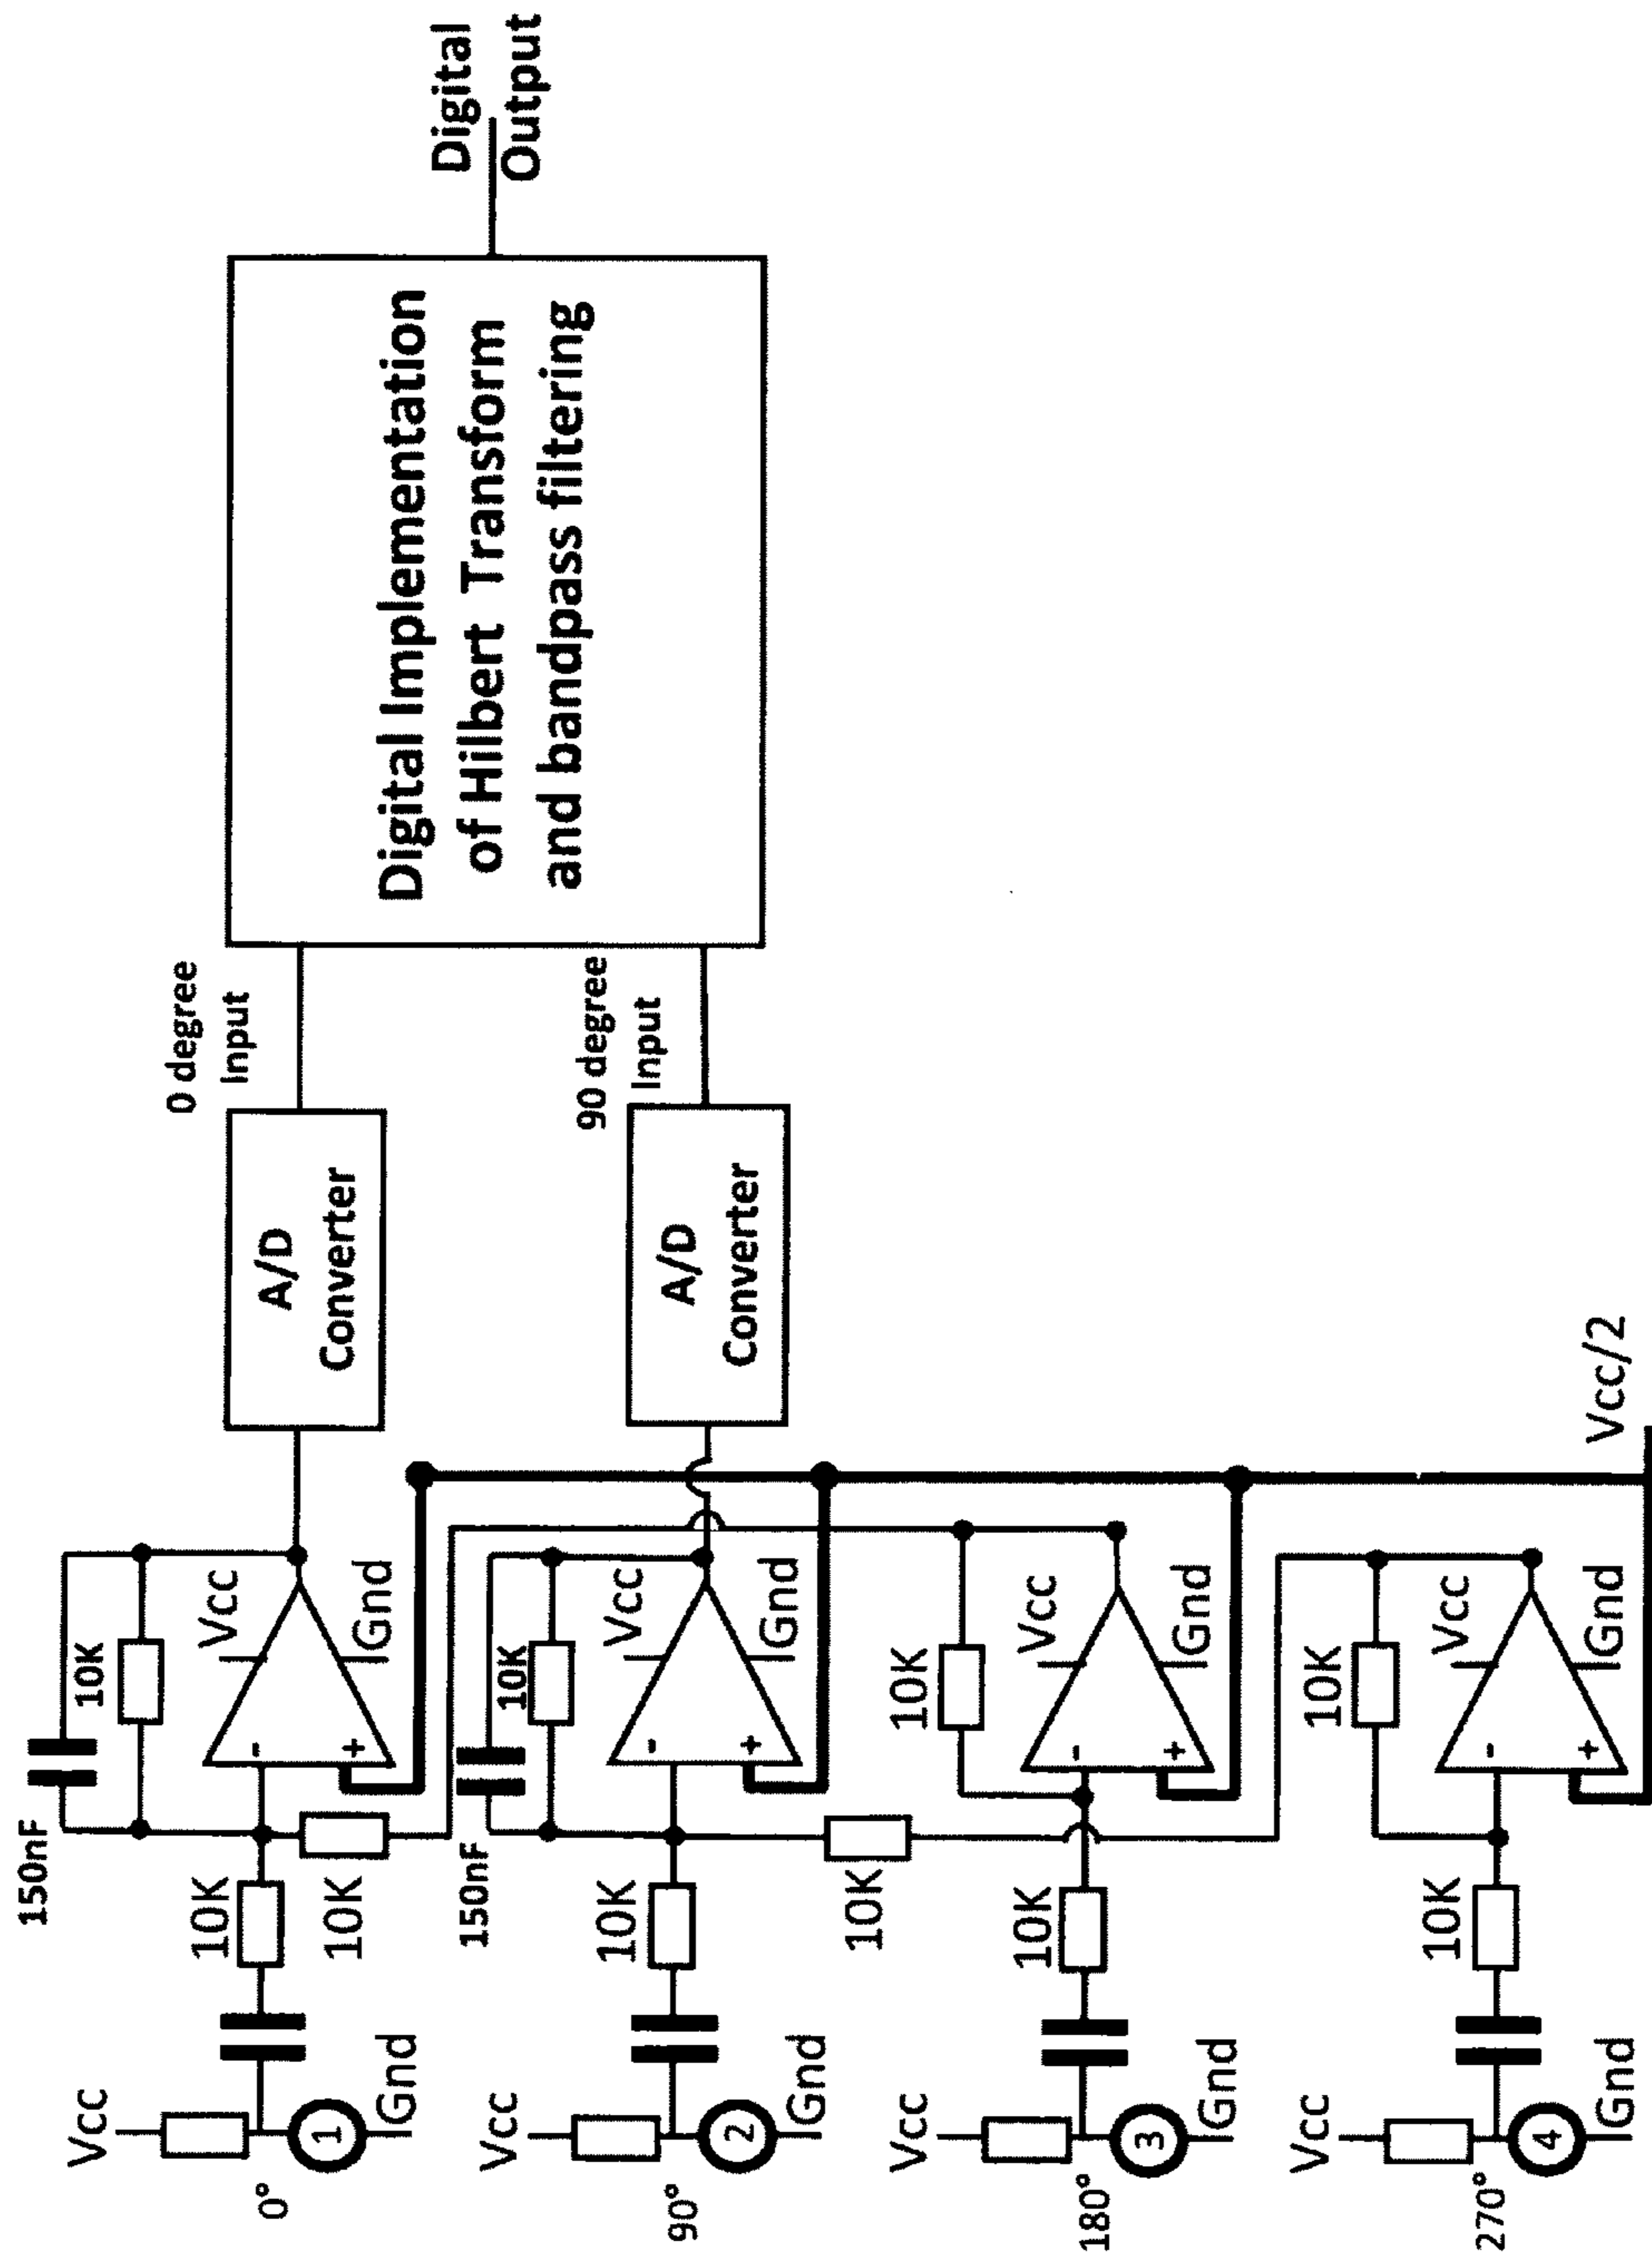 150nF
10K
Vcc
10K
10K
Vcc
0°
1
Gnd
-
+
Gnd
A/D
Converter
0 degree
Input
Digital Implementation
of Hilbert Transform
and bandpass filtering
Digital
Output
150nF
10K
Vcc
10K
10K
Vcc
90°
2
Gnd
-
+
Gnd
A/D
Converter
90 degree
Input
10K
Vcc
10K
Vcc
180°
3
Gnd
-
+
Gnd
10K
Vcc
10K
Vcc
270°
4
Gnd
-
+
Gnd
Vcc/2